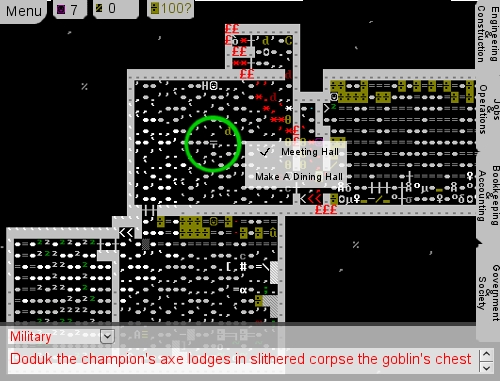 Menu
7
0
100?
Engineering
&
Construction
Jobs
&
Operations
Bookkeeping
&
Accounting
Government
&
Society
Meeting Hall
Make A Dining Hall
Military
Doduk the champion's axe lodges in slithered corpse the goblin's chest